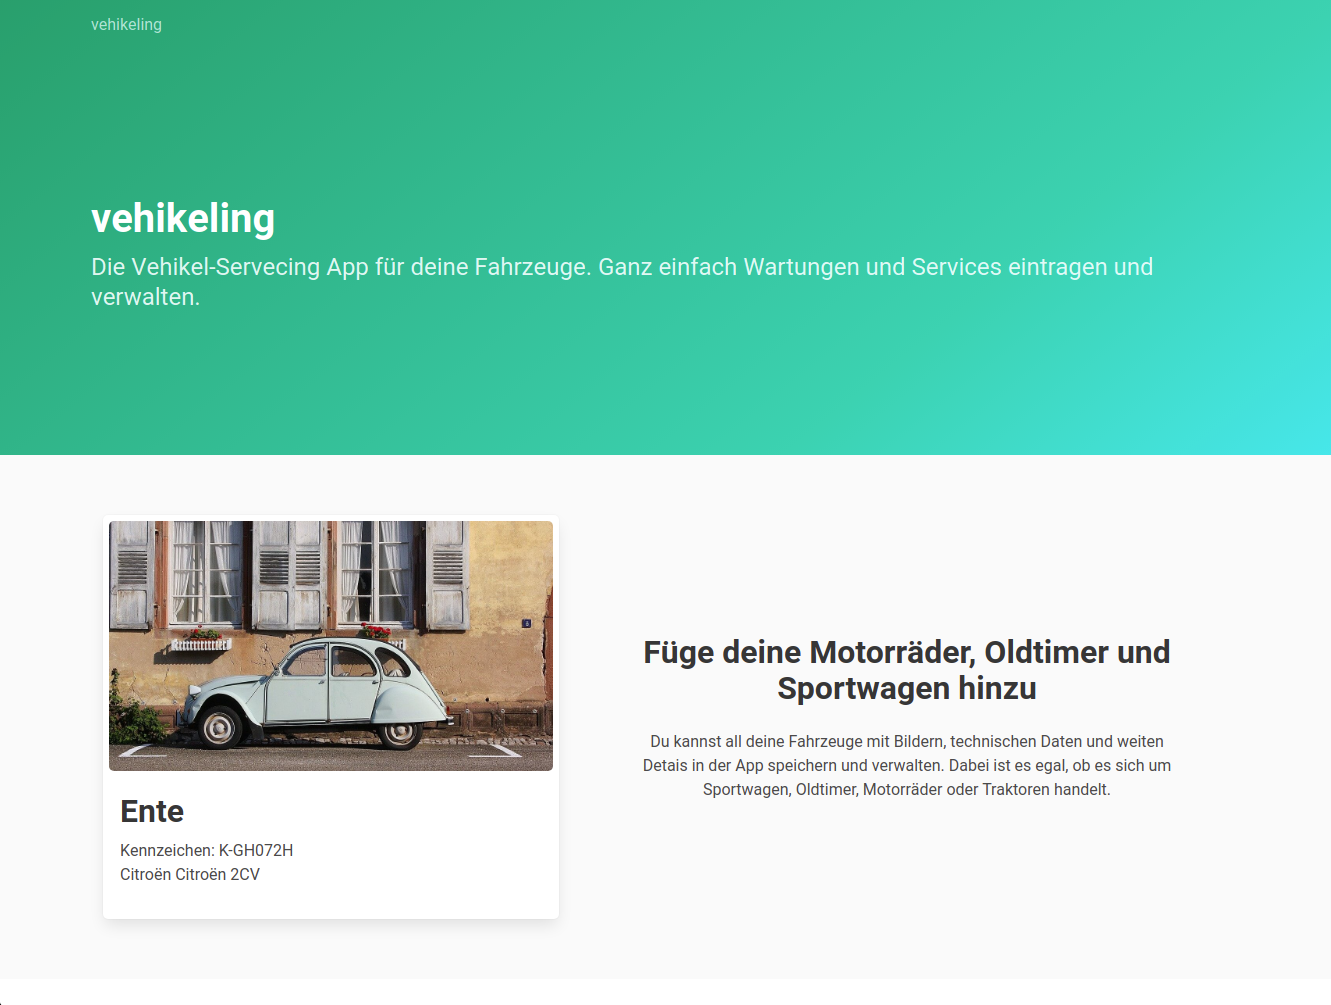 vehikeling
vehikeling
Die Vehikel-Servecing App für deine Fahrzeuge. Ganz einfach Wartungen und Services eintragen und
verwalten.
Ente
Kennzeichen: K-GH072H
Citroën Citroën 2CV
Füge deine Motorräder, Oldtimer und
Sportwagen hinzu
Du kannst all deine Fahrzeuge mit Bildern, technischen Daten und weiten
Detais in der App speichern und verwalten. Dabei ist es egal, ob es sich um
Sportwagen, Oldtimer, Motorräder oder Traktoren handelt.